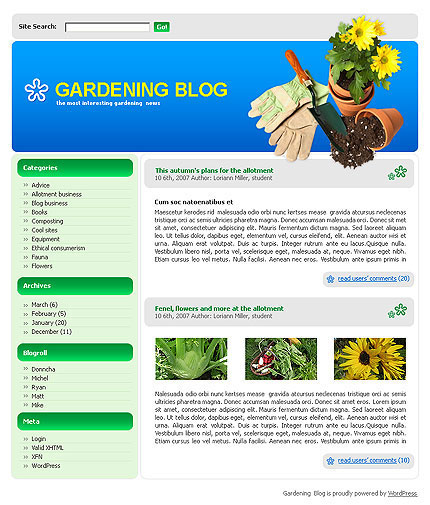 Site Search:
Go!
GARDENING BLOG
the most interesting gardening news
Categories
Advice
Allotment business
Blog business
Books
Composting
Cool sites
Equipment
Ethical consumerism
Fauna
Flowers
Archives
March (6)
February (5)
January (20)
December (11)
Blogroll
Donncha
Michel
Ryan
Matt
Mike
Meta
Login
Valid XHTML
XFN
WordPress
This autumn's plans for the allotment
10 6th, 2007 Author: Loriann Miller, student
Cum soc natoenatibus et
Maescetur kerodes rid malesuada odio orbi nunc kertses mease gravida atcursus neclecenas
tristique orci ac semis ultricies pharetra magna. Donec accumsan malesuada orci. Donec sit
amet sit amet, consectetuer adipiscing elit. Mauris fermentum dictum magna. Sed laoreet aliquam
leo. Ut tellus dolor, dapibus eget, elementum vel, cursus eleifend, elit. Aenean auctor nisit et
urna. Aliquam erat volutpat. Duis ac turpis. Integer rutrum ante eu lacus.Quisque nulla.
Vestibulum libero nisl, porta vel, scelerisque eget, malesuada at, neque. Vivamus eget nibh.
Etiam cursus leo vel metus. Nulla facilisi. Aenean nec eros. Vestibulum ante ipsum primis in
read users' comments (20)
Fenel, flowers and more at the allotment
10 6th, 2007 Author: Loriann Miller, student
Nalesuada odio orbi nunc kertses mease gravida atcursus neclecenas tristique orci ac semis
ultricies pharetra magna. Donec accumsan malesuada orci. Donec sit amet eros. Lorem ipsum
sit amet, consectetuer adipiscing elit. Mauris fermentum dictum magna. Sed laoreet aliquam
leo. Ut tellus dolor, dapibus eget, elementum vel, cursus eleifend, elit. Aenean auctor wisi et
urna. Aliquam erat volutpat. Duis ac turpis. Integer rutrum ante eu lacus.Quisque nulla.
Vestibulum libero nisl, porta vel, scelerisque eget, malesuada at, neque. Vivamus eget nibh.
Etiam cursus leo vel metus. Nulla facilisi. Aenean nec eros. Vestibulum ante ipsum primis in
read users' comments (10)
Gardening Blog is proudly powered by WordPress